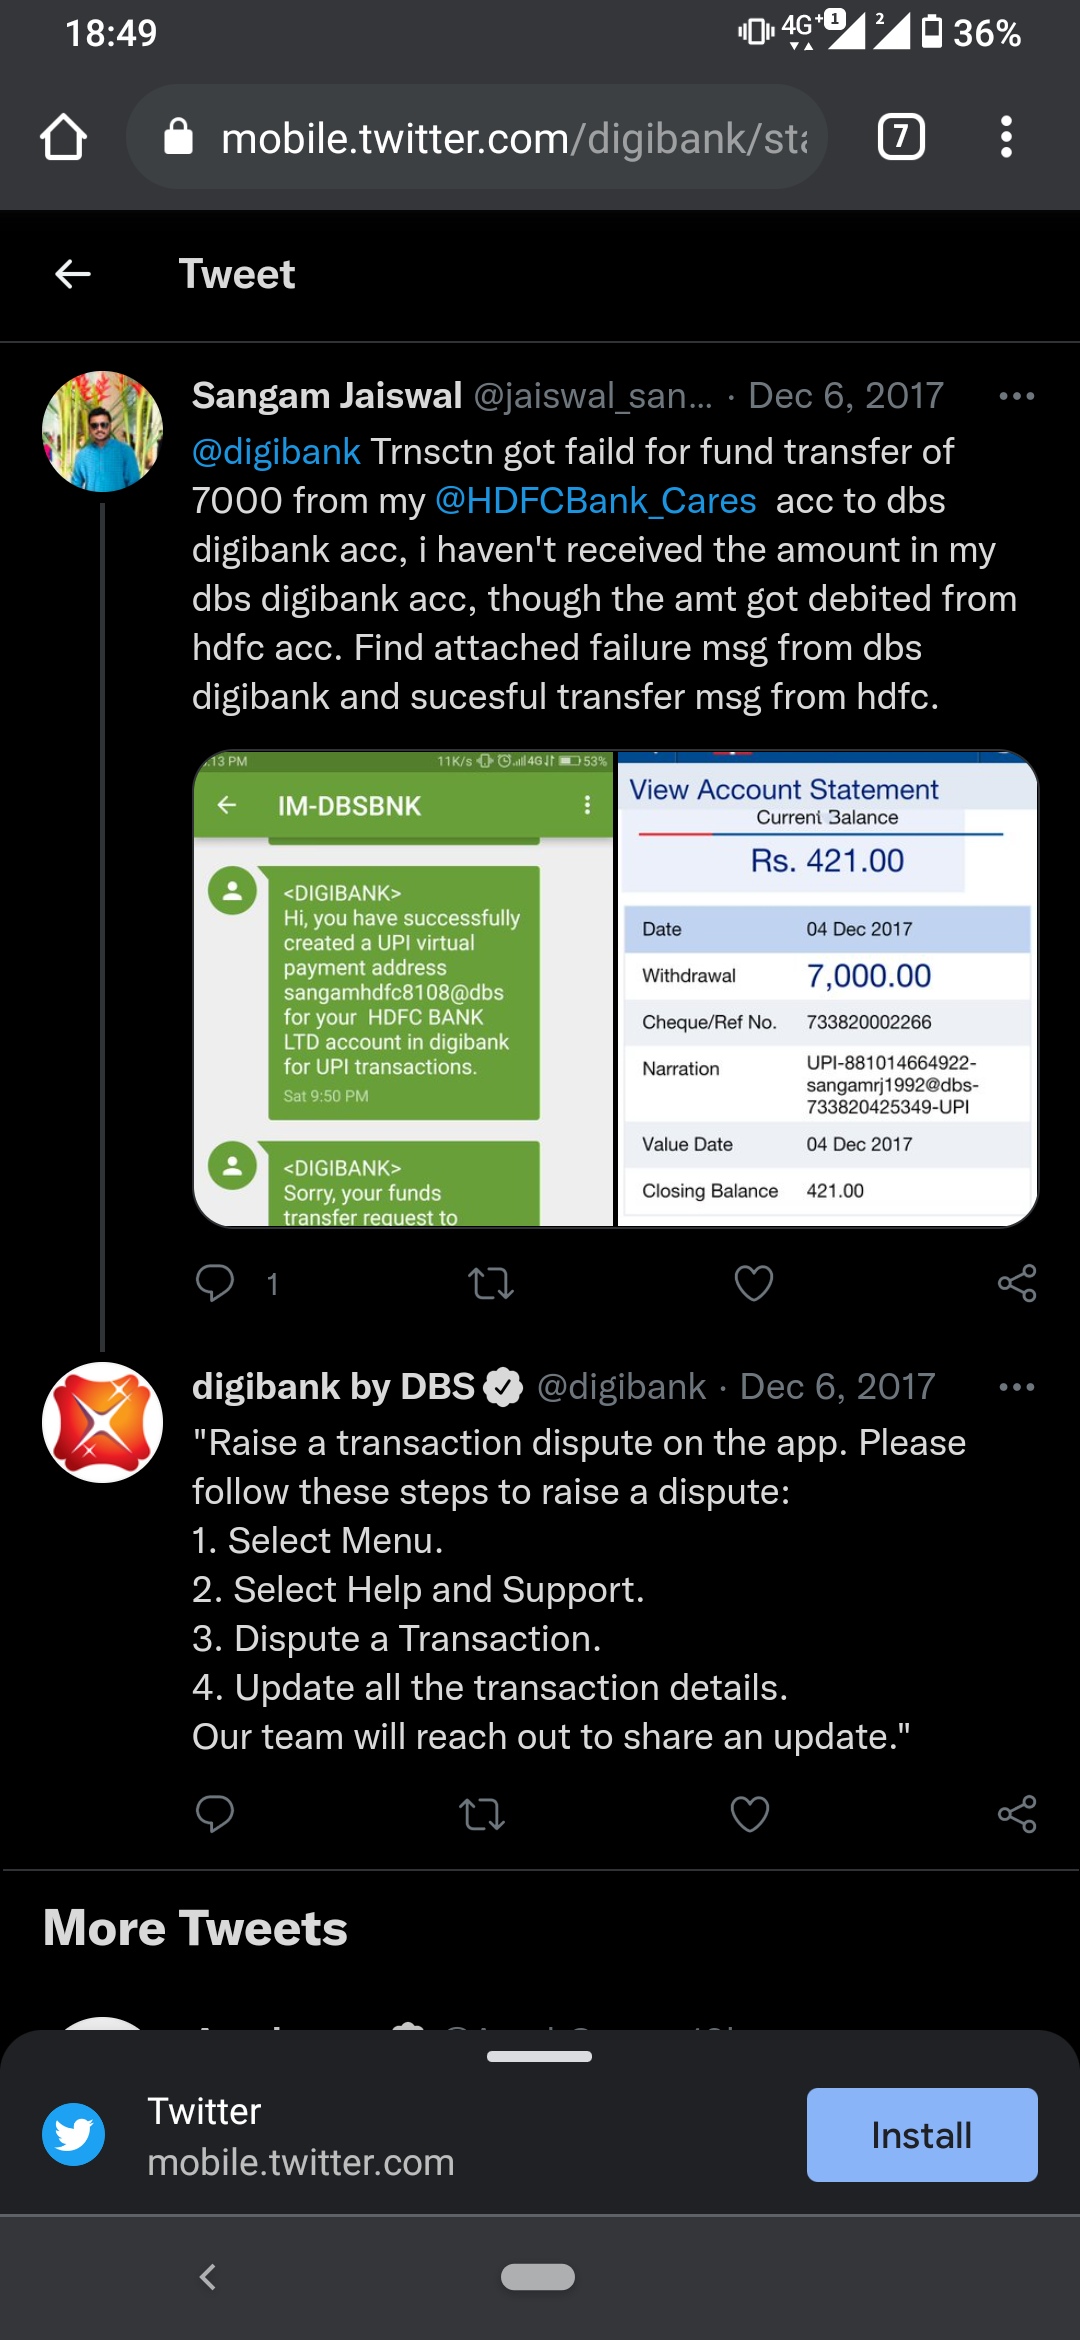 18:49
4G+ 1 2 36%
mobile.twitter.com/digibank/sta
7
Tweet
Sangam Jaiswal @jaiswal_san... · Dec 6, 2017
@digibank Trnsctn got faild for fund transfer of
7000 from my @HDFCBank_Cares acc to dbs
digibank acc, i haven't received the amount in my
dbs digibank acc, though the amt got debited from
hdfc acc. Find attached failure msg from dbs
digibank and sucesful transfer msg from hdfc.
:13 PM 11K/s 4G 53%
IM-DBSBNK
<DIGIBANK>
Hi, you have successfully
created a UPI virtual
payment address
sangamhdfc8108@dbs
for your HDFC BANK
LTD account in digibank
for UPI transactions.
Sat 9:50 PM
<DIGIBANK>
Sorry, your funds
transfer request to
View Account Statement
Current Balance
Rs. 421.00
Date 04 Dec 2017
Withdrawal 7,000.00
Cheque/Ref No. 733820002266
Narration UPI-881014664922-
sangamrj1992@dbs-
733820425349-UPI
Value Date 04 Dec 2017
Closing Balance 421.00
1
digibank by DBS @digibank · Dec 6, 2017
"Raise a transaction dispute on the app. Please
follow these steps to raise a dispute:
1. Select Menu.
2. Select Help and Support.
3. Dispute a Transaction.
4. Update all the transaction details.
Our team will reach out to share an update."
More Tweets
Twitter
mobile.twitter.com
Install